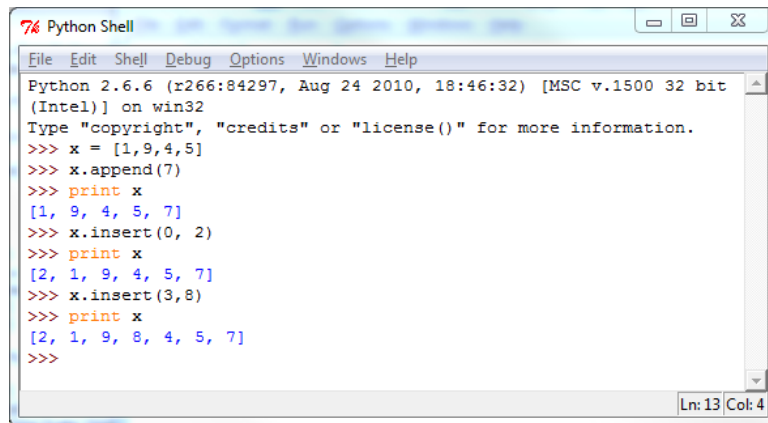 Python Shell
File Edit Shell Debug Options Windows Help
Python 2.6.6 (r266:84297, Aug 24 2010, 18:46:32) [MSC v.1500 32 bit
(Intel)] on win32
Type "copyright", "credits" or "license()" for more information.
>>> x = [1,9,4,5]
>>> x.append(7)
>>> print x
[1, 9, 4, 5, 7]
>>> x.insert(0, 2)
>>> print x
[2, 1, 9, 4, 5, 7]
>>> x.insert(3,8)
>>> print x
[2, 1, 9, 8, 4, 5, 7]
>>>
Ln: 13 Col: 4